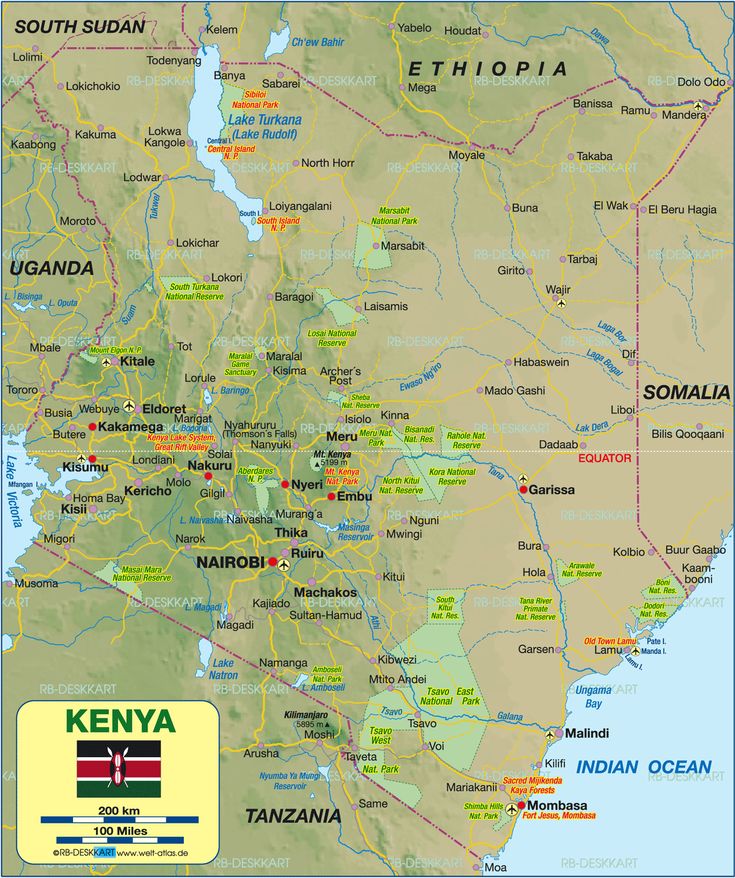 SOUTH SUDAN
Kelem
Yabelo
Houdat
Dawa
Ch'ew Bahir
Lolimi
Todenyang
ETHIOPIA
Banya
Sabarei
RB-DESKKART
Dolo Odo
Lokichokio
Mega
Sibiloi
National Park
Banissa
Ramu
Mandera
Lake Turkana
(Lake Rudolf)
Kakuma
Lokwa
Kangole
Kaabong
Central I.
Central Island
N. P.
Moyale
Takaba
North Horr
RB-DESKKART
Lodwar
Tukwel
Loiyangalani
South I.
South Island
N. P.
Marsabit
National Park
Buna
El Wak
El Beru Hagia
Moroto
Lokichar
Marsabit
Tarbaj
UGANDA
Girito
Lokori
South Turkana
National Reserve
Baragoi
Wajir
L. Bisinga
L. Oputa
Suam
Laisamis
Losai National
Reserve
Laga Bor
Laga Bogal
Mbale
Mount Elgon N. P.
Tot
Kitale
Maralal
Game
Sanctuary
Maralal
Kisima
Archer's
Post
Habaswein
Dif
Ewaso Ng'iro
Tororo
Lorule
L. Baringo
Mado Gashi
SOMALIA
Busia
Webuye
Eldoret
Marigat
Nyahururu
(Thomson's Falls)
Sheba
Nat. Reserve
Isiolo
Kinna
Liboi
Butere
Kakamega
L. Bogoria
Kenya Lake System,
Great Rift Valley
Nanyuki
Meru
Meru Nat.
Park
Bisanadi
Nat. Res.
Rahole Nat.
Reserve
Lak Dera
Bilis Qooqaani
Dadaab
EQUATOR
Kisumu
Londiani
Solai
Nakuru
Mt. Kenya
5199 m
Mt. Kenya
Nat. Park
Kora National
Reserve
Lake Victoria
Mfangan I.
Homa Bay
Kericho
Molo
Gilgil
Aberdares
N. P.
Nyeri
Embu
North Kitui
Nat. Reserve
Tana
Garissa
Kisii
L. Naivasha
Naivasha
Murang'a
Masinga
Reservoir
Nguni
Mwingi
Migori
Narok
Thika
Ruiru
Bura
Kolbio
Buur Gaabo
NAIROBI
Kaam-
booni
Musoma
Masai Mara
National Reserve
Machakos
Kitui
Hola
Arawale
Nat. Reserve
Boni
Nat. Res.
Dodori
Nat. Res.
L. Magadi
Magadi
Kajiado
Sultan-Hamud
Athi
South
Kitui
Nat. Res.
Tana River
Primate
Nat. Reserve
Old Town Lamu
Pate I.
Manda I.
Lamu
Lamu I.
Garsen
Lake
Natron
Namanga
Amboseli
Nat. Park
L. Amboseli
Kibwezi
Mtito Andei
Ungama
Bay
Tsavo East
National Park
Tsavo
Galana
Malindi
Kilimanjaro
5895 m
Moshi
Tsavo
Tsavo
West
Nat. Park
Voi
Taveta
Arusha
Nyumba Ya Mungi
Reservoir
Kilifi
INDIAN OCEAN
Sacred Mijikenda
Kaya Forests
Mariakani
Shimba Hills
Nat. Park
Mombasa
Fort Jesus, Mombasa
TANZANIA
Same
Moa
RB-DESKKART
KENYA
200 km
100 Miles
©RB-DESKKART www.welt-atlas.de